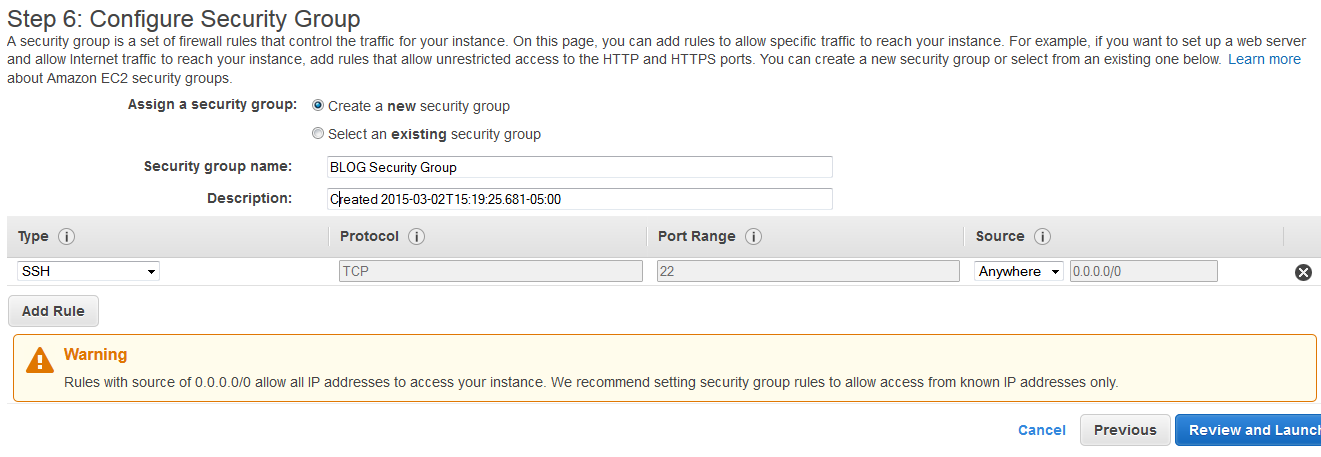 Step 6: Configure Security Group
A security group is a set of firewall rules that control the traffic for your instance. On this page, you can add rules to allow specific traffic to reach your instance. For example, if you want to set up a web server
and allow Internet traffic to reach your instance, add rules that allow unrestricted access to the HTTP and HTTPS ports. You can create a new security group or select from an existing one below. Learn more
about Amazon EC2 security groups.
Assign a security group: Create a new security group
Select an existing security group
Security group name: BLOG Security Group
Description: Created 2015-03-02T15:19:25.681-05:00
Type i Protocol i Port Range i Source i
SSH TCP 22 Anywhere 0.0.0.0/0
Add Rule
Warning
Rules with source of 0.0.0.0/0 allow all IP addresses to access your instance. We recommend setting security group rules to allow access from known IP addresses only.
Cancel Previous Review and Launch